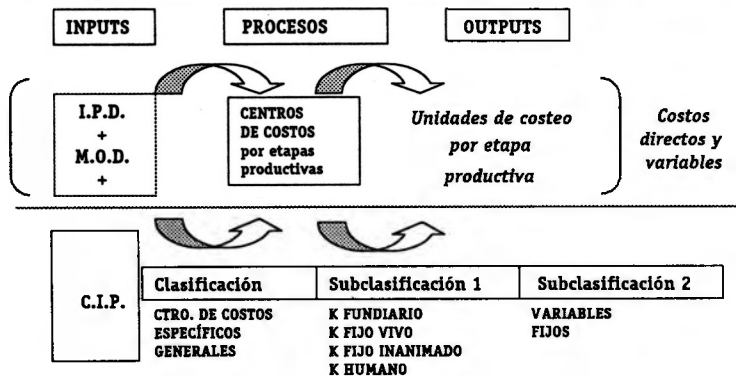 INPUTS
PROCESOS
OUTPUTS
I.P.D.
+
M.O.D.
+
CENTROS
DE COSTOS
por etapas
productivas
Unidades de costeo
por etapa
productiva
Costos
directos y
variables
C.I.P.
Clasificación Subclasificación 1 Subclasificación 2
CTRO. DE COSTOS K FUNDIARIO VARIABLES
ESPECÍFICOS K FIJO VIVO FIJOS
GENERALES K FIJO INANIMADO
K HUMANO